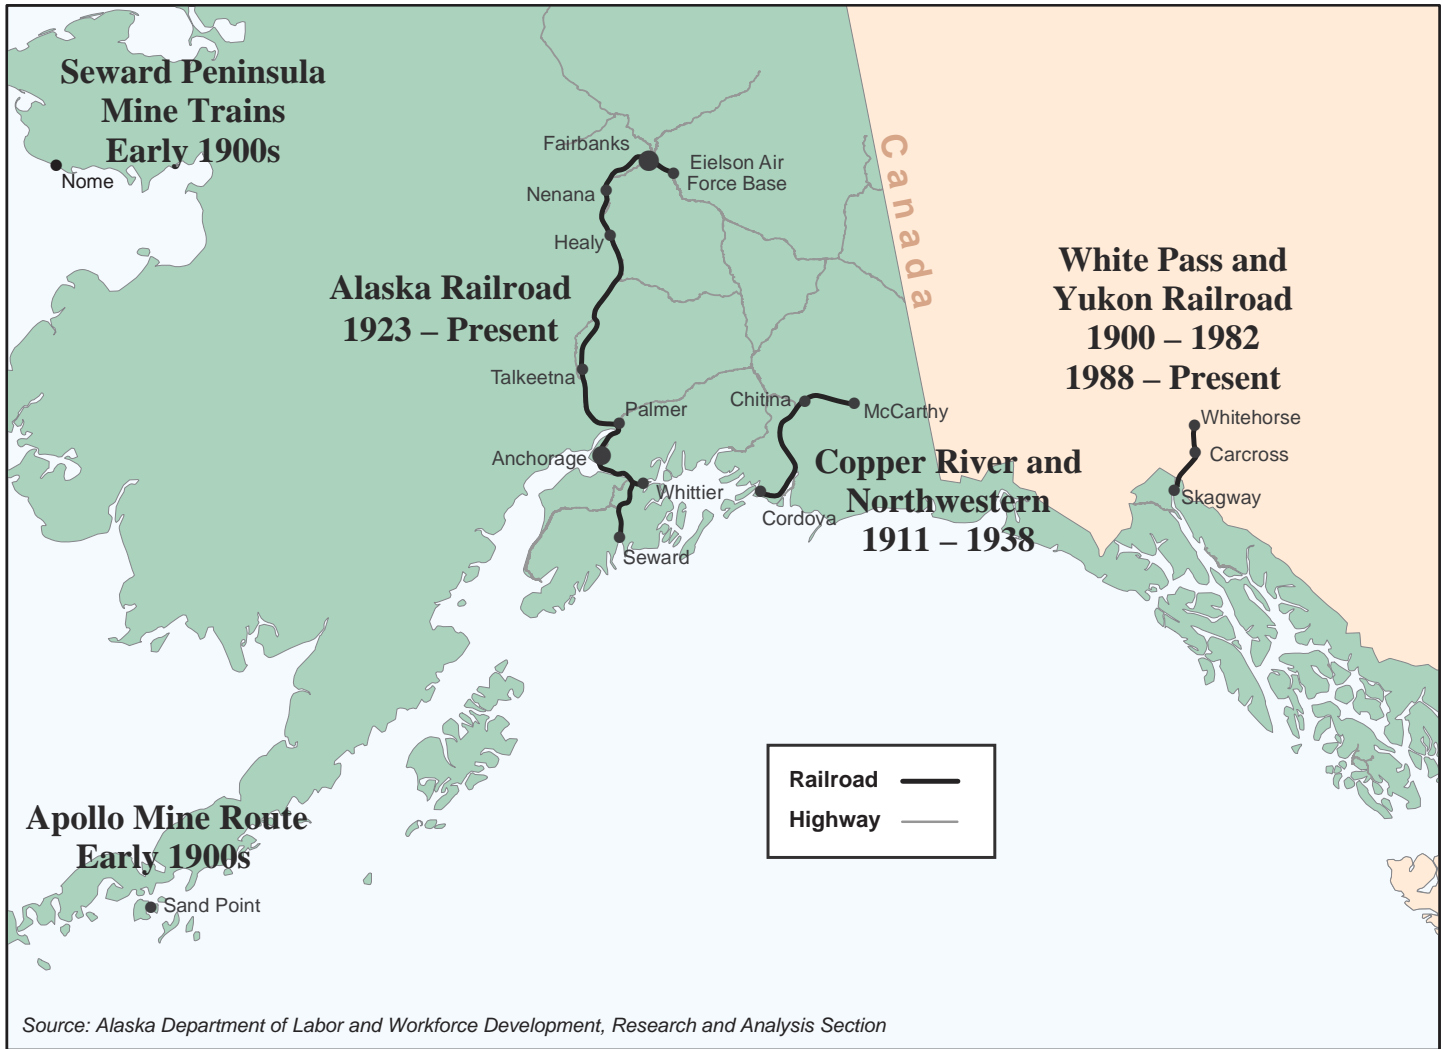 Seward Peninsula
Mine Trains
Early 1900s
Nome
Fairbanks
Eielson Air
Force Base
Nenana
Healy
Alaska Railroad
1923 – Present
Talkeetna
Palmer
Anchorage
Whittier
Seward
Chitina
McCarthy
Copper River and
Northwestern
1911 – 1938
Cordova
Canada
White Pass and
Yukon Railroad
1900 – 1982
1988 – Present
Whitehorse
Carcross
Skagway
Apollo Mine Route
Early 1900s
Sand Point
Railroad
Highway
Source: Alaska Department of Labor and Workforce Development, Research and Analysis Section